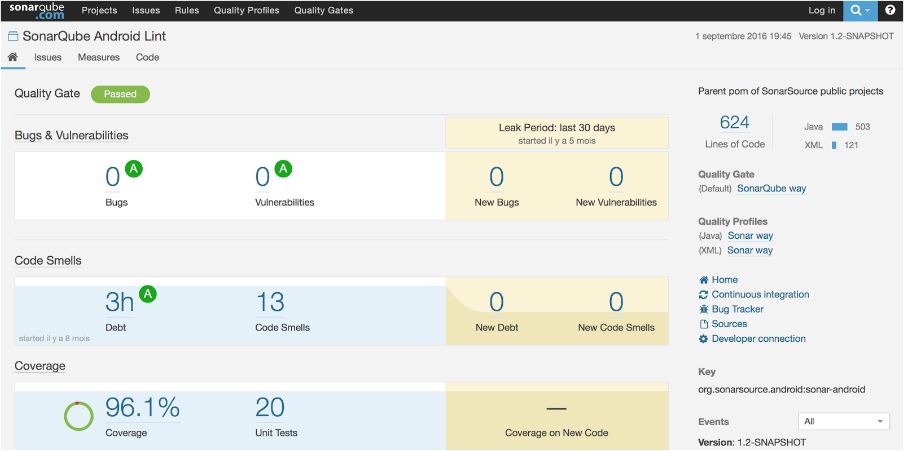 sonarqube .com Projects Issues Rules Quality Profiles Quality Gates Log in ?
SonarQube Android Lint 1 septembre 2016 19:45 Version 1.2-SNAPSHOT
Issues Measures Code
Quality Gate Passed
Bugs & Vulnerabilities
Leak Period: last 30 days
started il y a 5 mois
0 A 0 A 0 0
Bugs Vulnerabilities New Bugs New Vulnerabilities
Code Smells
3h A 13 0 0
Debt Code Smells New Debt New Code Smells
started il y a 8 mois
Coverage
96.1% 20 —
Coverage Unit Tests Coverage on New Code
Parent pom of SonarSource public projects
624
Lines of Code
Java 503
XML 121
Quality Gate
(Default) SonarQube way
Quality Profiles
(Java) Sonar way
(XML) Sonar way
Home
Continuous integration
Bug Tracker
Sources
Developer connection
Key
org.sonarsource.android:sonar-android
Events All
Version: 1.2-SNAPSHOT